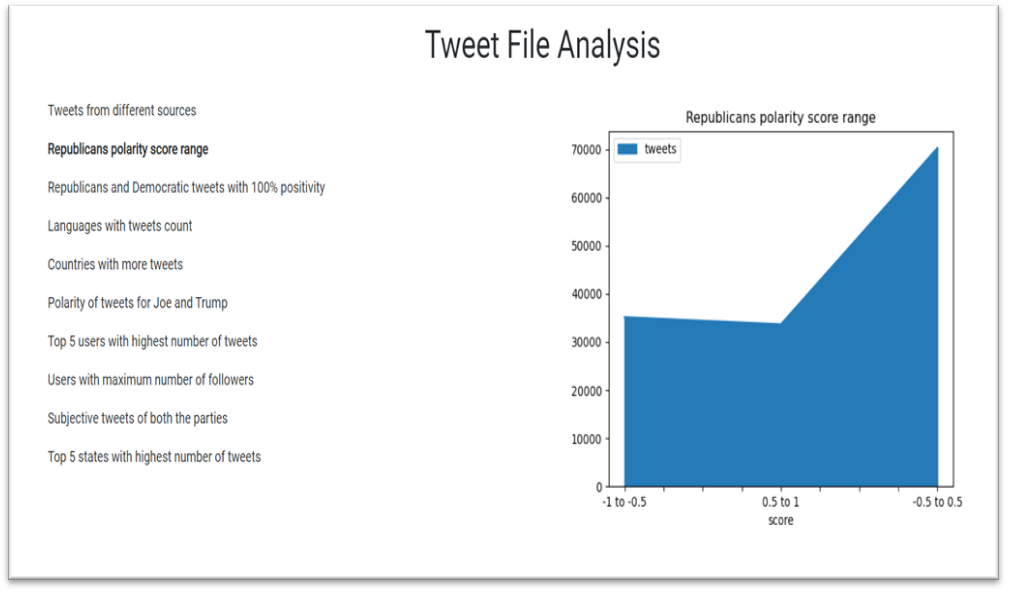 Tweet File Analysis
Tweets from different sources
Republicans polarity score range
Republicans and Democratic tweets with 100% positivity
Languages with tweets count
Countries with more tweets
Polarity of tweets for Joe and Trump
Top 5 users with highest number of tweets
Users with maximum number of followers
Subjective tweets of both the parties
Top 5 states with highest number of tweets
Republicans polarity score range
tweets
70000
60000
50000
40000
30000
20000
10000
0
-1 to -0.5 0.5 to 1 -0.5 to 0.5
score